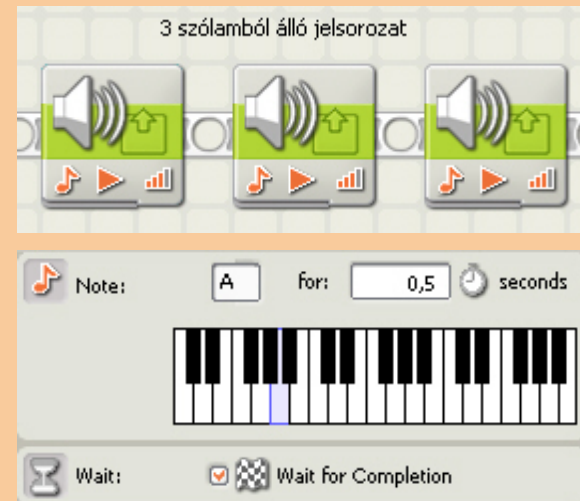 3 szólamból álló jelsorozat
Note: A for: 0,5 seconds
Wait: Wait for Completion